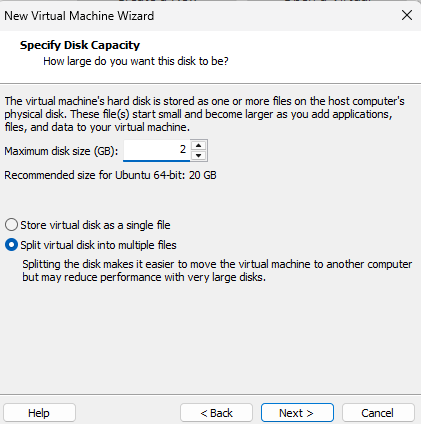 New Virtual Machine Wizard
Specify Disk Capacity
How large do you want this disk to be?
The virtual machine's hard disk is stored as one or more files on the host computer's
physical disk. These file(s) start small and become larger as you add applications,
files, and data to your virtual machine.
Maximum disk size (GB): 2
Recommended size for Ubuntu 64-bit: 20 GB
Store virtual disk as a single file
Split virtual disk into multiple files
Splitting the disk makes it easier to move the virtual machine to another computer
but may reduce performance with very large disks.
Help < Back Next > Cancel